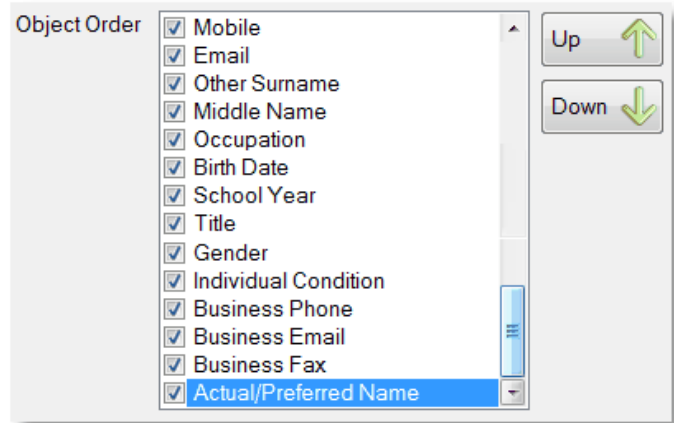 Object Order
Mobile
Email
Other Surname
Middle Name
Occupation
Birth Date
School Year
Title
Gender
Individual Condition
Business Phone
Business Email
Business Fax
Actual/Preferred Name
Up
Down